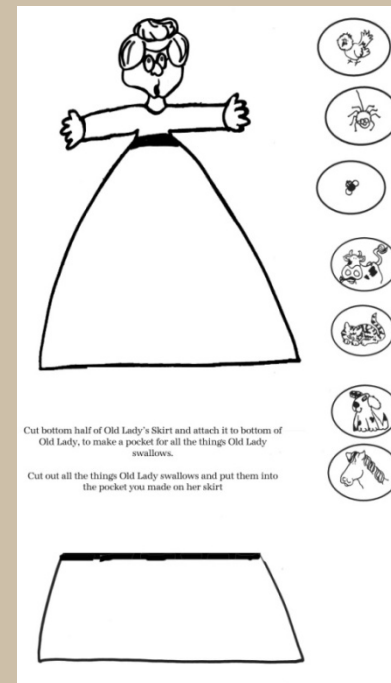 Cut bottom half of Old Lady's Skirt and attach it to bottom of
Old Lady, to make a pocket for all the things Old Lady
swallows.
Cut out all the things Old Lady swallows and put them into
the pocket you made on her skirt